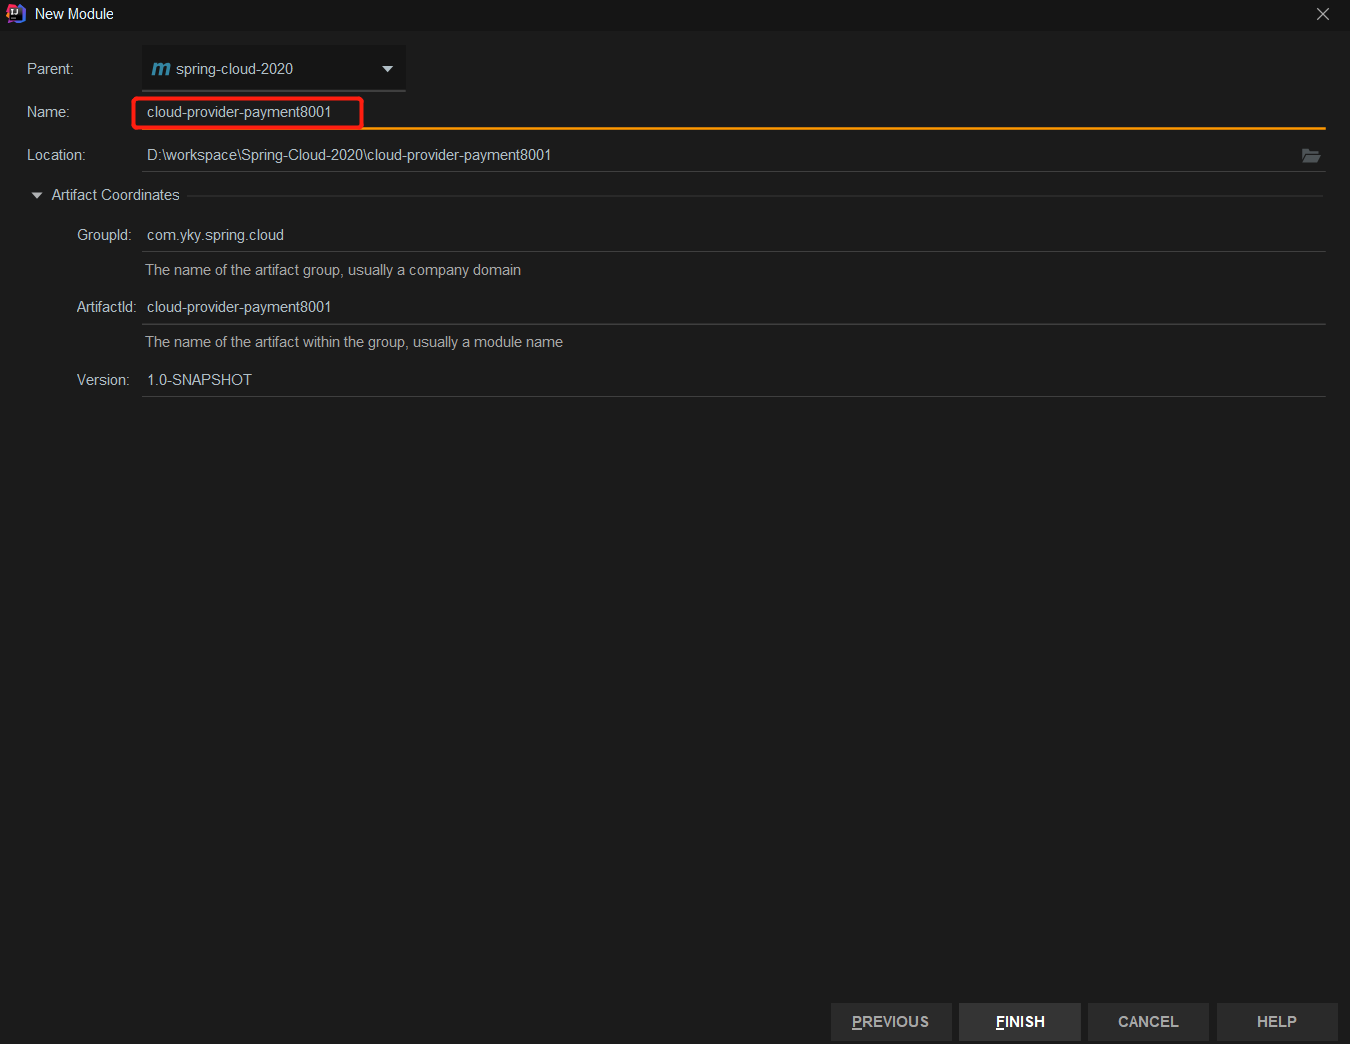 New Module
Parent: m spring-cloud-2020
Name: cloud-provider-payment8001
Location: D:\workspace\Spring-Cloud-2020\cloud-provider-payment8001
Artifact Coordinates
GroupId: com.yky.spring.cloud
The name of the artifact group, usually a company domain
ArtifactId: cloud-provider-payment8001
The name of the artifact within the group, usually a module name
Version: 1.0-SNAPSHOT
PREVIOUS FINISH CANCEL HELP